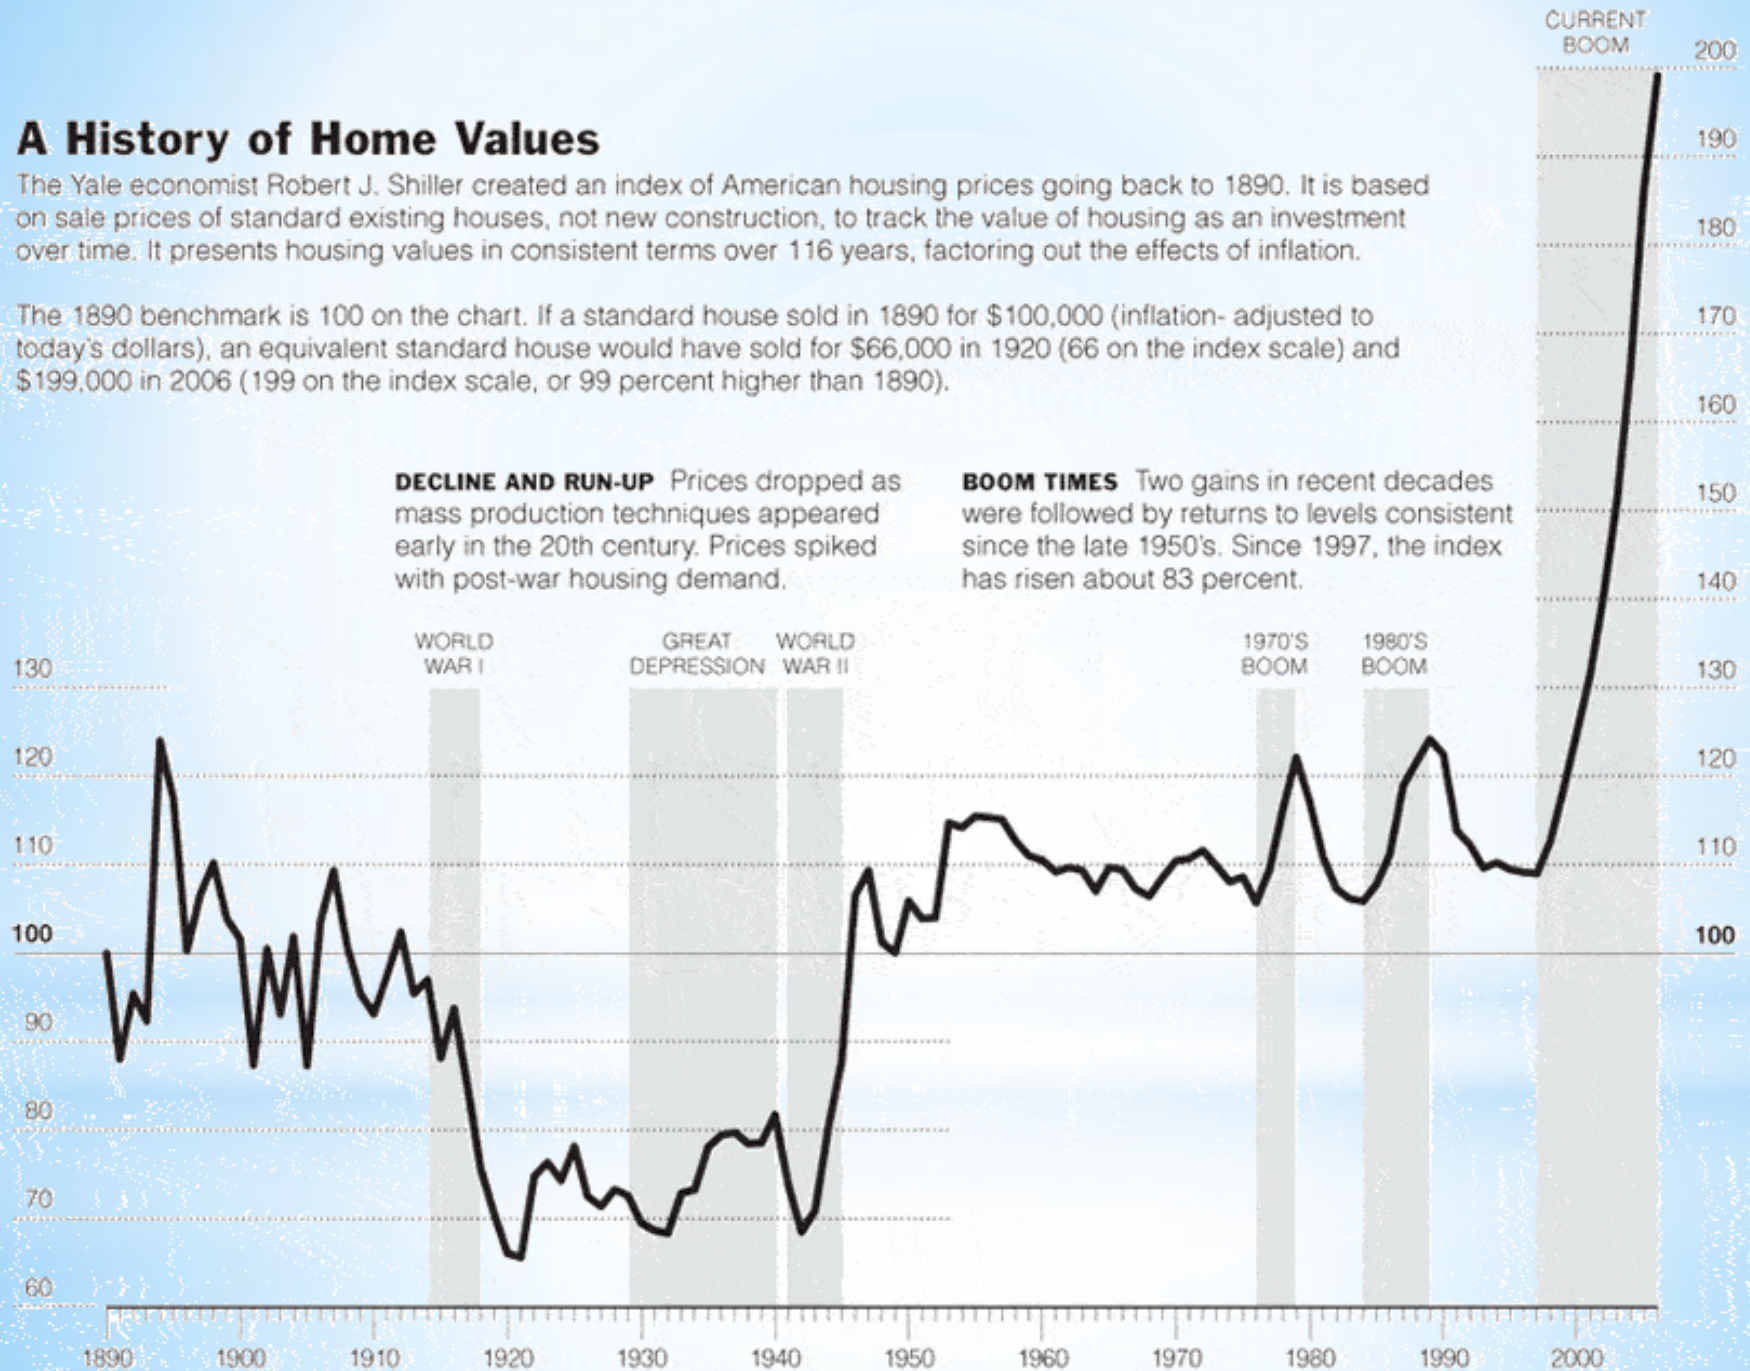 CURRENT
BOOM
A History of Home Values
The Yale economist Robert J. Shiller created an index of American housing prices going back to 1890. It is based
on sale prices of standard existing houses, not new construction, to track the value of housing as an investment
over time. It presents housing values in consistent terms over 116 years, factoring out the effects of inflation.
The 1890 benchmark is 100 on the chart. If a standard house sold in 1890 for $100,000 (inflation- adjusted to
today's dollars), an equivalent standard house would have sold for $66,000 in 1920 (66 on the index scale) and
$199,000 in 2006 (199 on the index scale, or 99 percent higher than 1890).
DECLINE AND RUN-UP Prices dropped as
mass production techniques appeared
early in the 20th century. Prices spiked
with post-war housing demand.
BOOM TIMES Two gains in recent decades
were followed by returns to levels consistent
since the late 1950's. Since 1997, the index
has risen about 83 percent.
WORLD
WAR I
GREAT
DEPRESSION
WORLD
WAR II
1970'S
BOOM
1980'S
BOOM
130
120
110
100
90
80
70
60
200
190
180
170
160
150
140
130
120
110
100
1890 1900 1910 1920 1930 1940 1950 1960 1970 1980 1990 2000